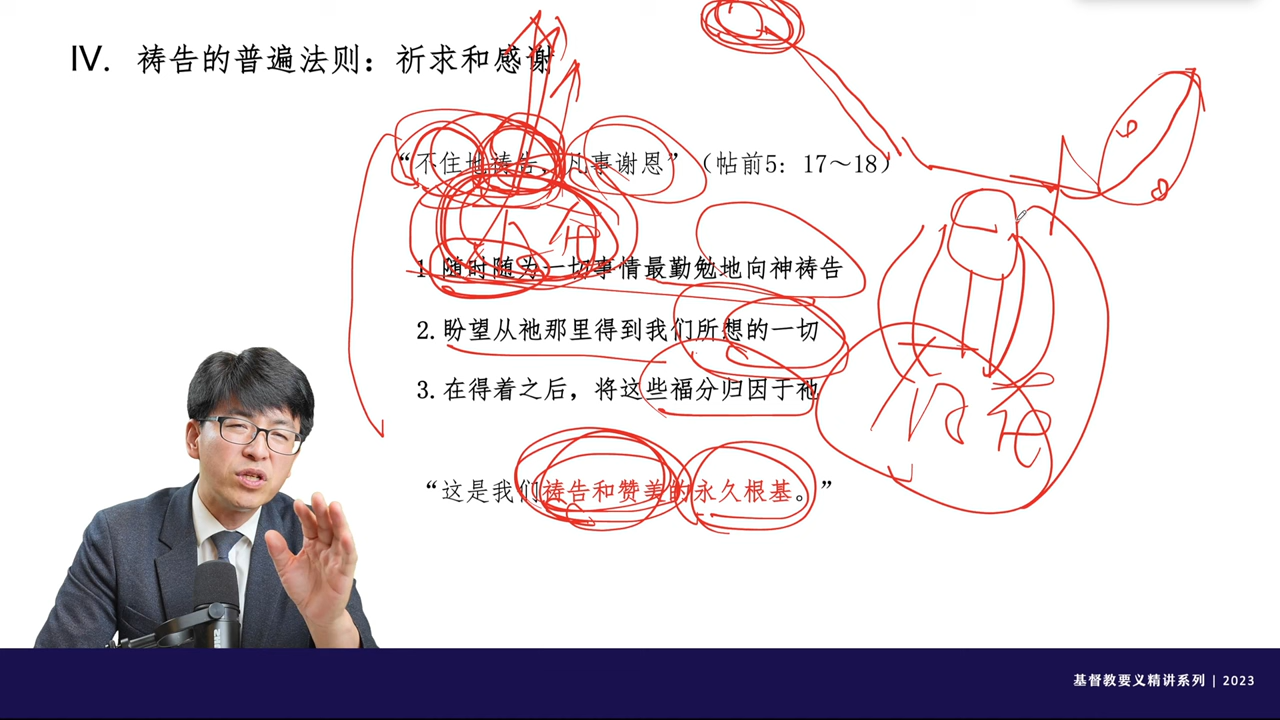 IV. 祷告的普遍法则：祈求和感谢
“不住地祷告，凡事谢恩”（帖前5：17～18）
1. 随时随为一切事情最勤勉地向神祷告
2. 盼望从祂那里得到我们所想的一切
3. 在得着之后，将这些福分归因于祂
“这是我们祷告和赞美的永久根基。”
基督教要义精讲系列 | 2023